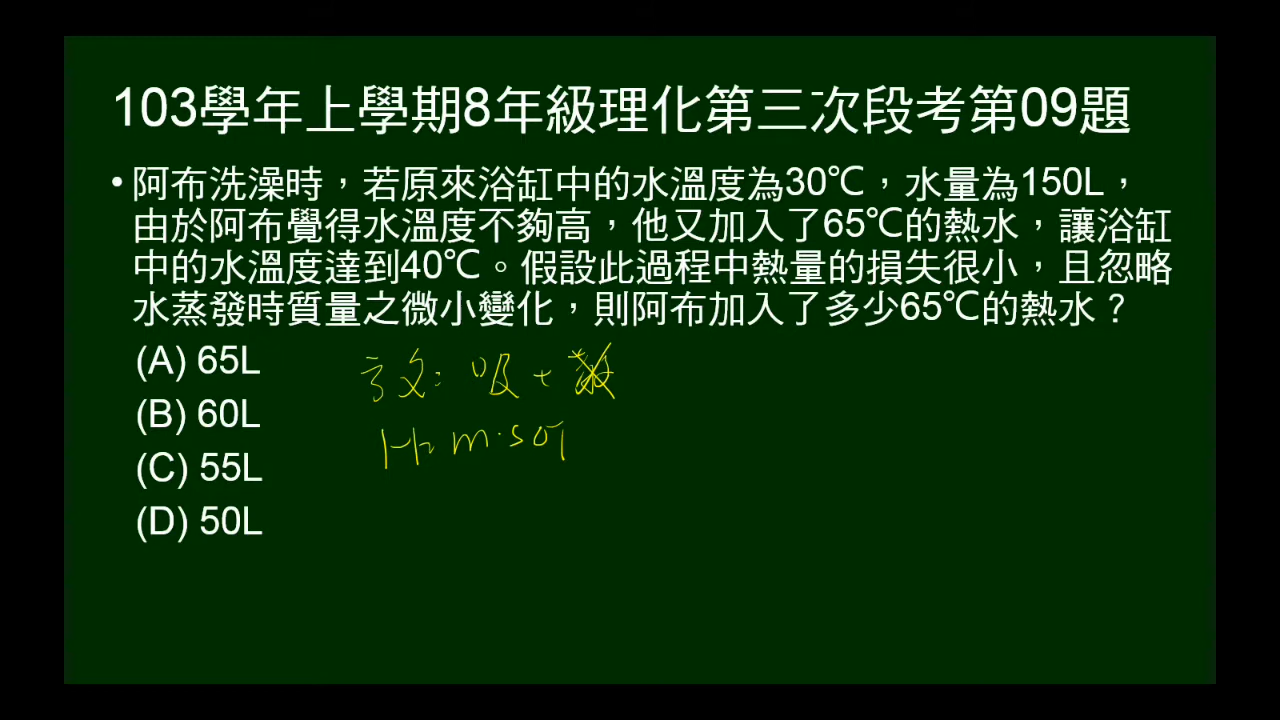 103學年上學期8年級理化第三次段考第09題
• 阿布洗澡時，若原來浴缸中的水溫度為30℃，水量為150L，
由於阿布覺得水溫度不夠高，他又加入了65℃的熱水，讓浴缸
中的水溫度達到40℃。假設此過程中熱量的損失很小，且忽略
水蒸發時質量之微小變化，則阿布加入了多少65℃的熱水？
(A) 65L
(B) 60L
(C) 55L
(D) 50L
吸 +
H= m·s